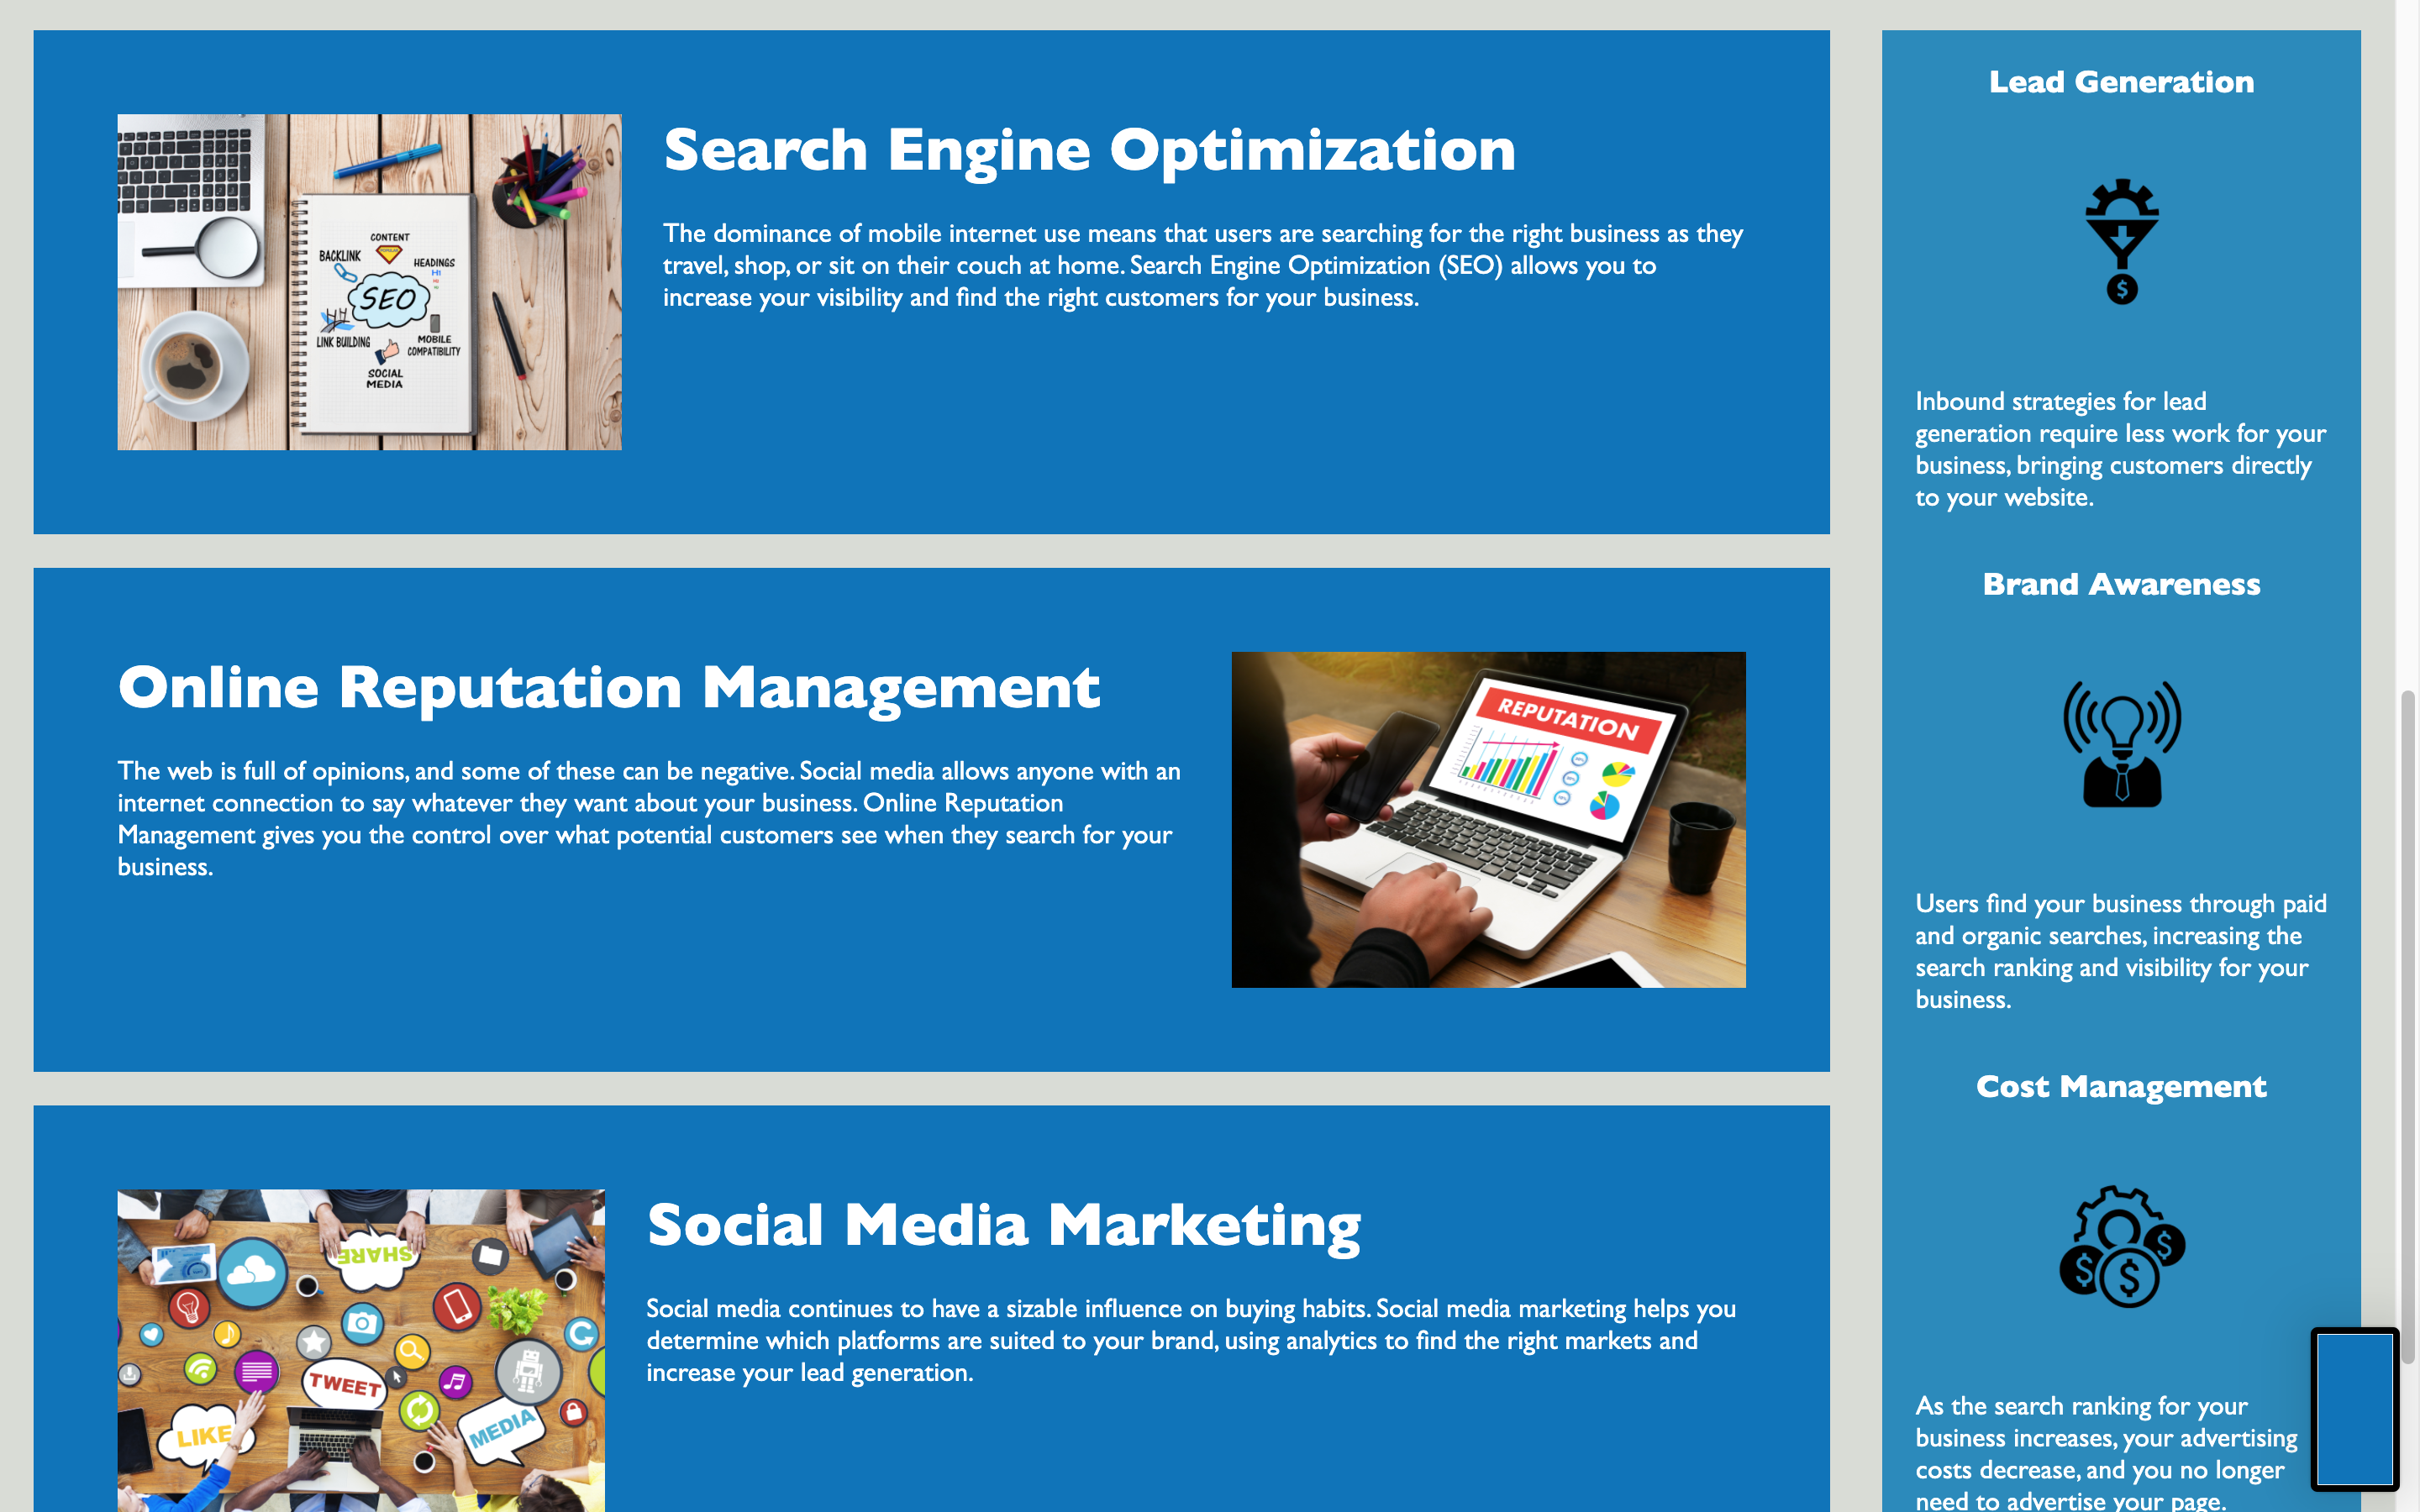 Search Engine Optimization
The dominance of mobile internet use means that users are searching for the right business as they
travel, shop, or sit on their couch at home. Search Engine Optimization (SEO) allows you to
increase your visibility and find the right customers for your business.
CONTENT
BACKLINK
HEADINGS
H1
SEO
LINK BUILDING
MOBILE
COMPATIBILITY
SOCIAL
MEDIA
Online Reputation Management
The web is full of opinions, and some of these can be negative. Social media allows anyone with an
internet connection to say whatever they want about your business. Online Reputation
Management gives you the control over what potential customers see when they search for your
business.
REPUTATION
Social Media Marketing
Social media continues to have a sizable influence on buying habits. Social media marketing helps you
determine which platforms are suited to your brand, using analytics to find the right markets and
increase your lead generation.
SHARE
TWEET
LIKE
MEDIA
Lead Generation
$
Inbound strategies for lead
generation require less work for your
business, bringing customers directly
to your website.
Brand Awareness
Users find your business through paid
and organic searches, increasing the
search ranking and visibility for your
business.
Cost Management
$
$ $
As the search ranking for your
business increases, your advertising
costs decrease, and you no longer
need to advertise your page.